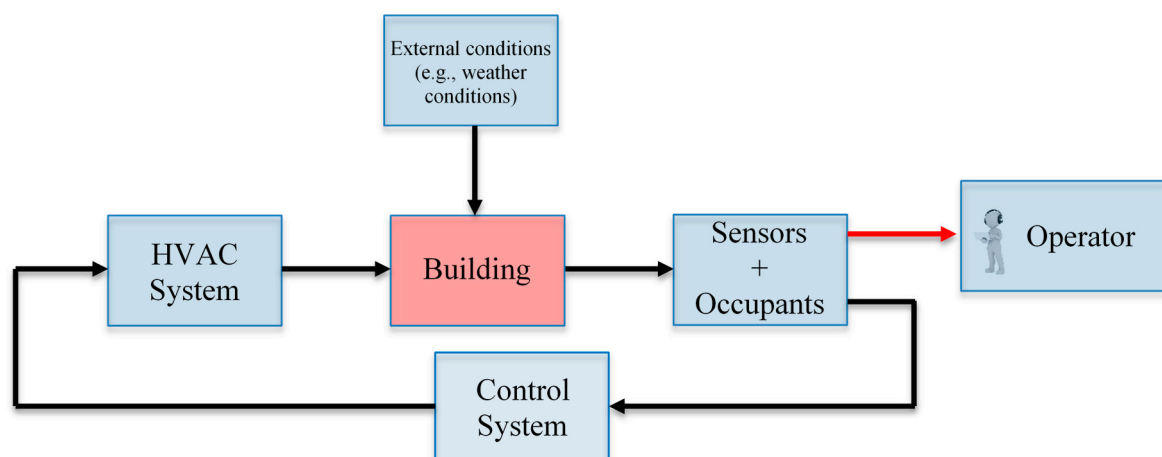 External conditions
(e.g., weather
conditions)
HVAC
System
Building
Sensors
+
Occupants
Operator
Control
System